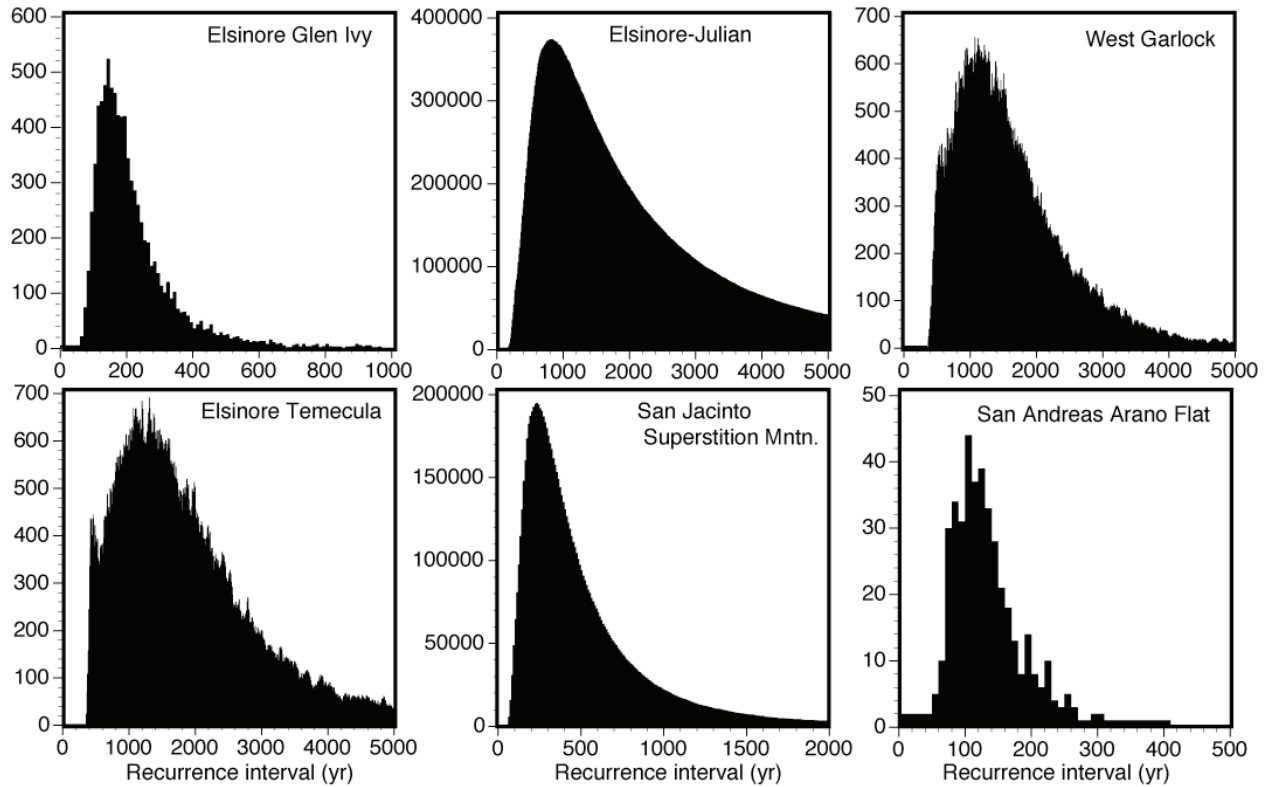 Elsinore Glen Ivy
600
500
400
300
200
100
0
0 200 400 600 800 1000
Elsinore-Julian
400000
300000
200000
100000
0
0 1000 2000 3000 4000 5000
West Garlock
700
600
500
400
300
200
100
0
0 1000 2000 3000 4000 5000
Elsinore Temecula
700
600
500
400
300
200
100
0
0 1000 2000 3000 4000 5000
Recurrence interval (yr)
San Jacinto
Superstition Mntn.
200000
150000
100000
50000
0
0 500 1000 1500 2000
Recurrence interval (yr)
San Andreas Arano Flat
50
40
30
20
10
0
0 100 200 300 400 500
Recurrence interval (yr)